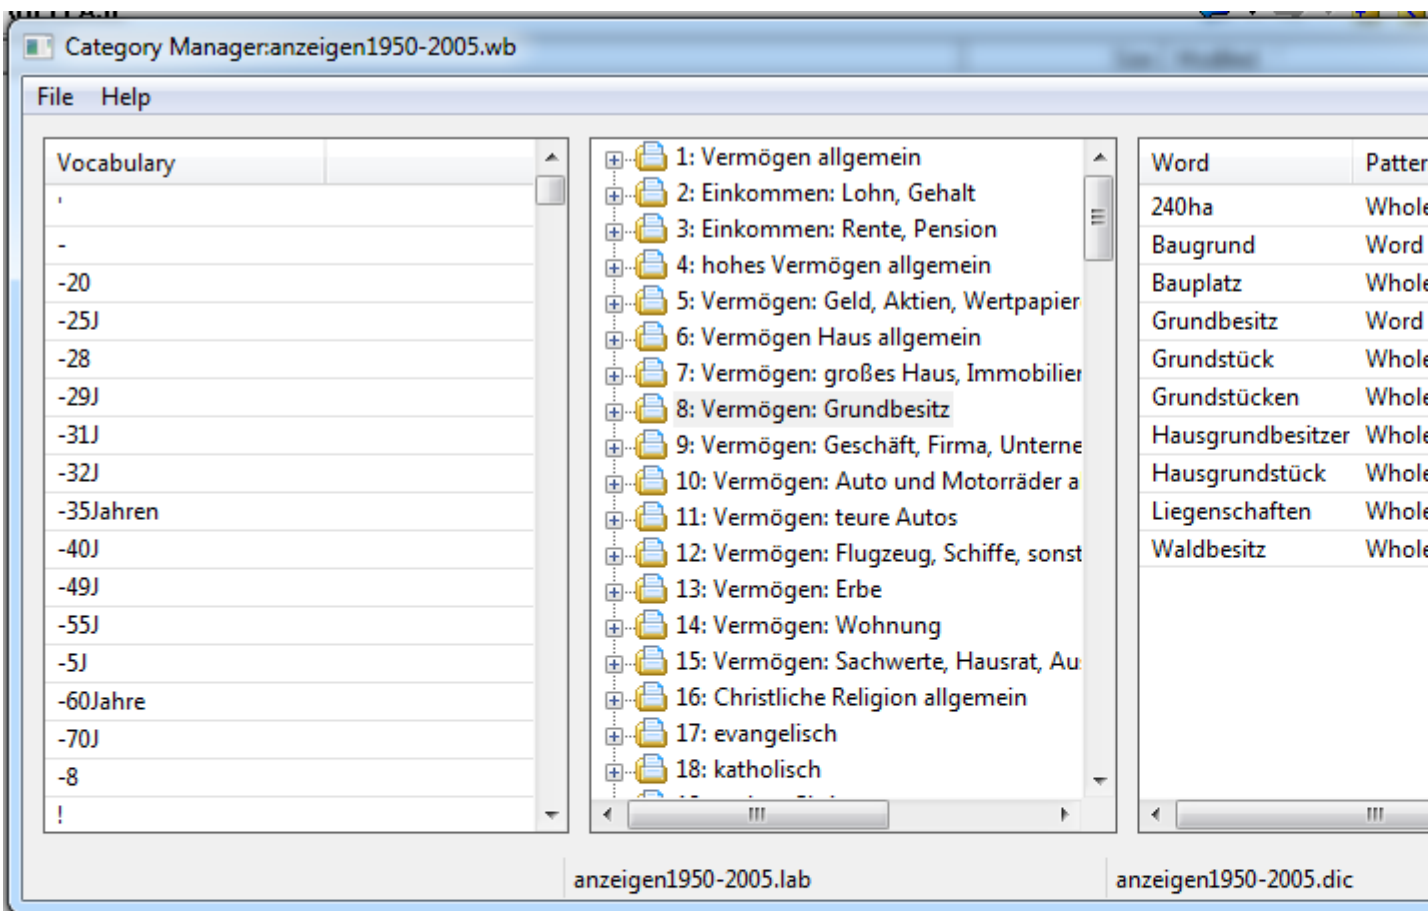 Category Manager:anzeigen1950-2005.wb
File Help
Vocabulary
'
-
-20
-25J
-28
-29J
-31J
-32J
-35Jahren
-40J
-49J
-55J
-5J
-60Jahre
-70J
-8
!
1: Vermögen allgemein
2: Einkommen: Lohn, Gehalt
3: Einkommen: Rente, Pension
4: hohes Vermögen allgemein
5: Vermögen: Geld, Aktien, Wertpapier
6: Vermögen Haus allgemein
7: Vermögen: großes Haus, Immobilier
8: Vermögen: Grundbesitz
9: Vermögen: Geschäft, Firma, Unterne
10: Vermögen: Auto und Motorräder a
11: Vermögen: teure Autos
12: Vermögen: Flugzeug, Schiffe, sonst
13: Vermögen: Erbe
14: Vermögen: Wohnung
15: Vermögen: Sachwerte, Hausrat, Au
16: Christliche Religion allgemein
17: evangelisch
18: katholisch
Word Patter
240ha Whole
Baugrund Word
Bauplatz Whole
Grundbesitz Word
Grundstück Whole
Grundstücken Whole
Hausgrundbesitzer Whole
Hausgrundstück Whole
Liegenschaften Whole
Waldbesitz Whole
anzeigen1950-2005.lab
anzeigen1950-2005.dic